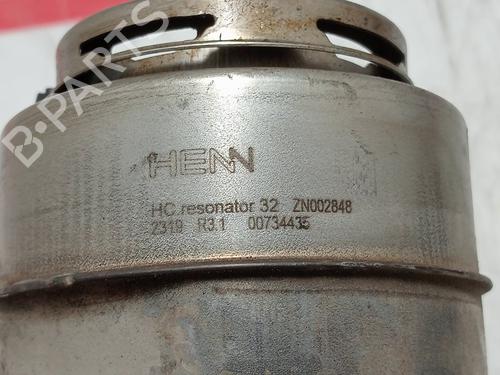 B-PARTS
HENN
HC resonator 32 ZN002848
2319 R3.1 00734435